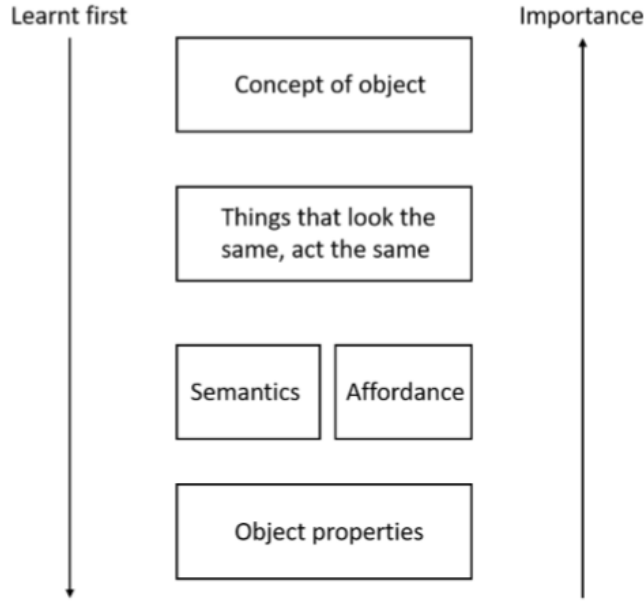 Learnt first
Importance
Concept of object
Things that look the
same, act the same
Semantics
Affordance
Object properties